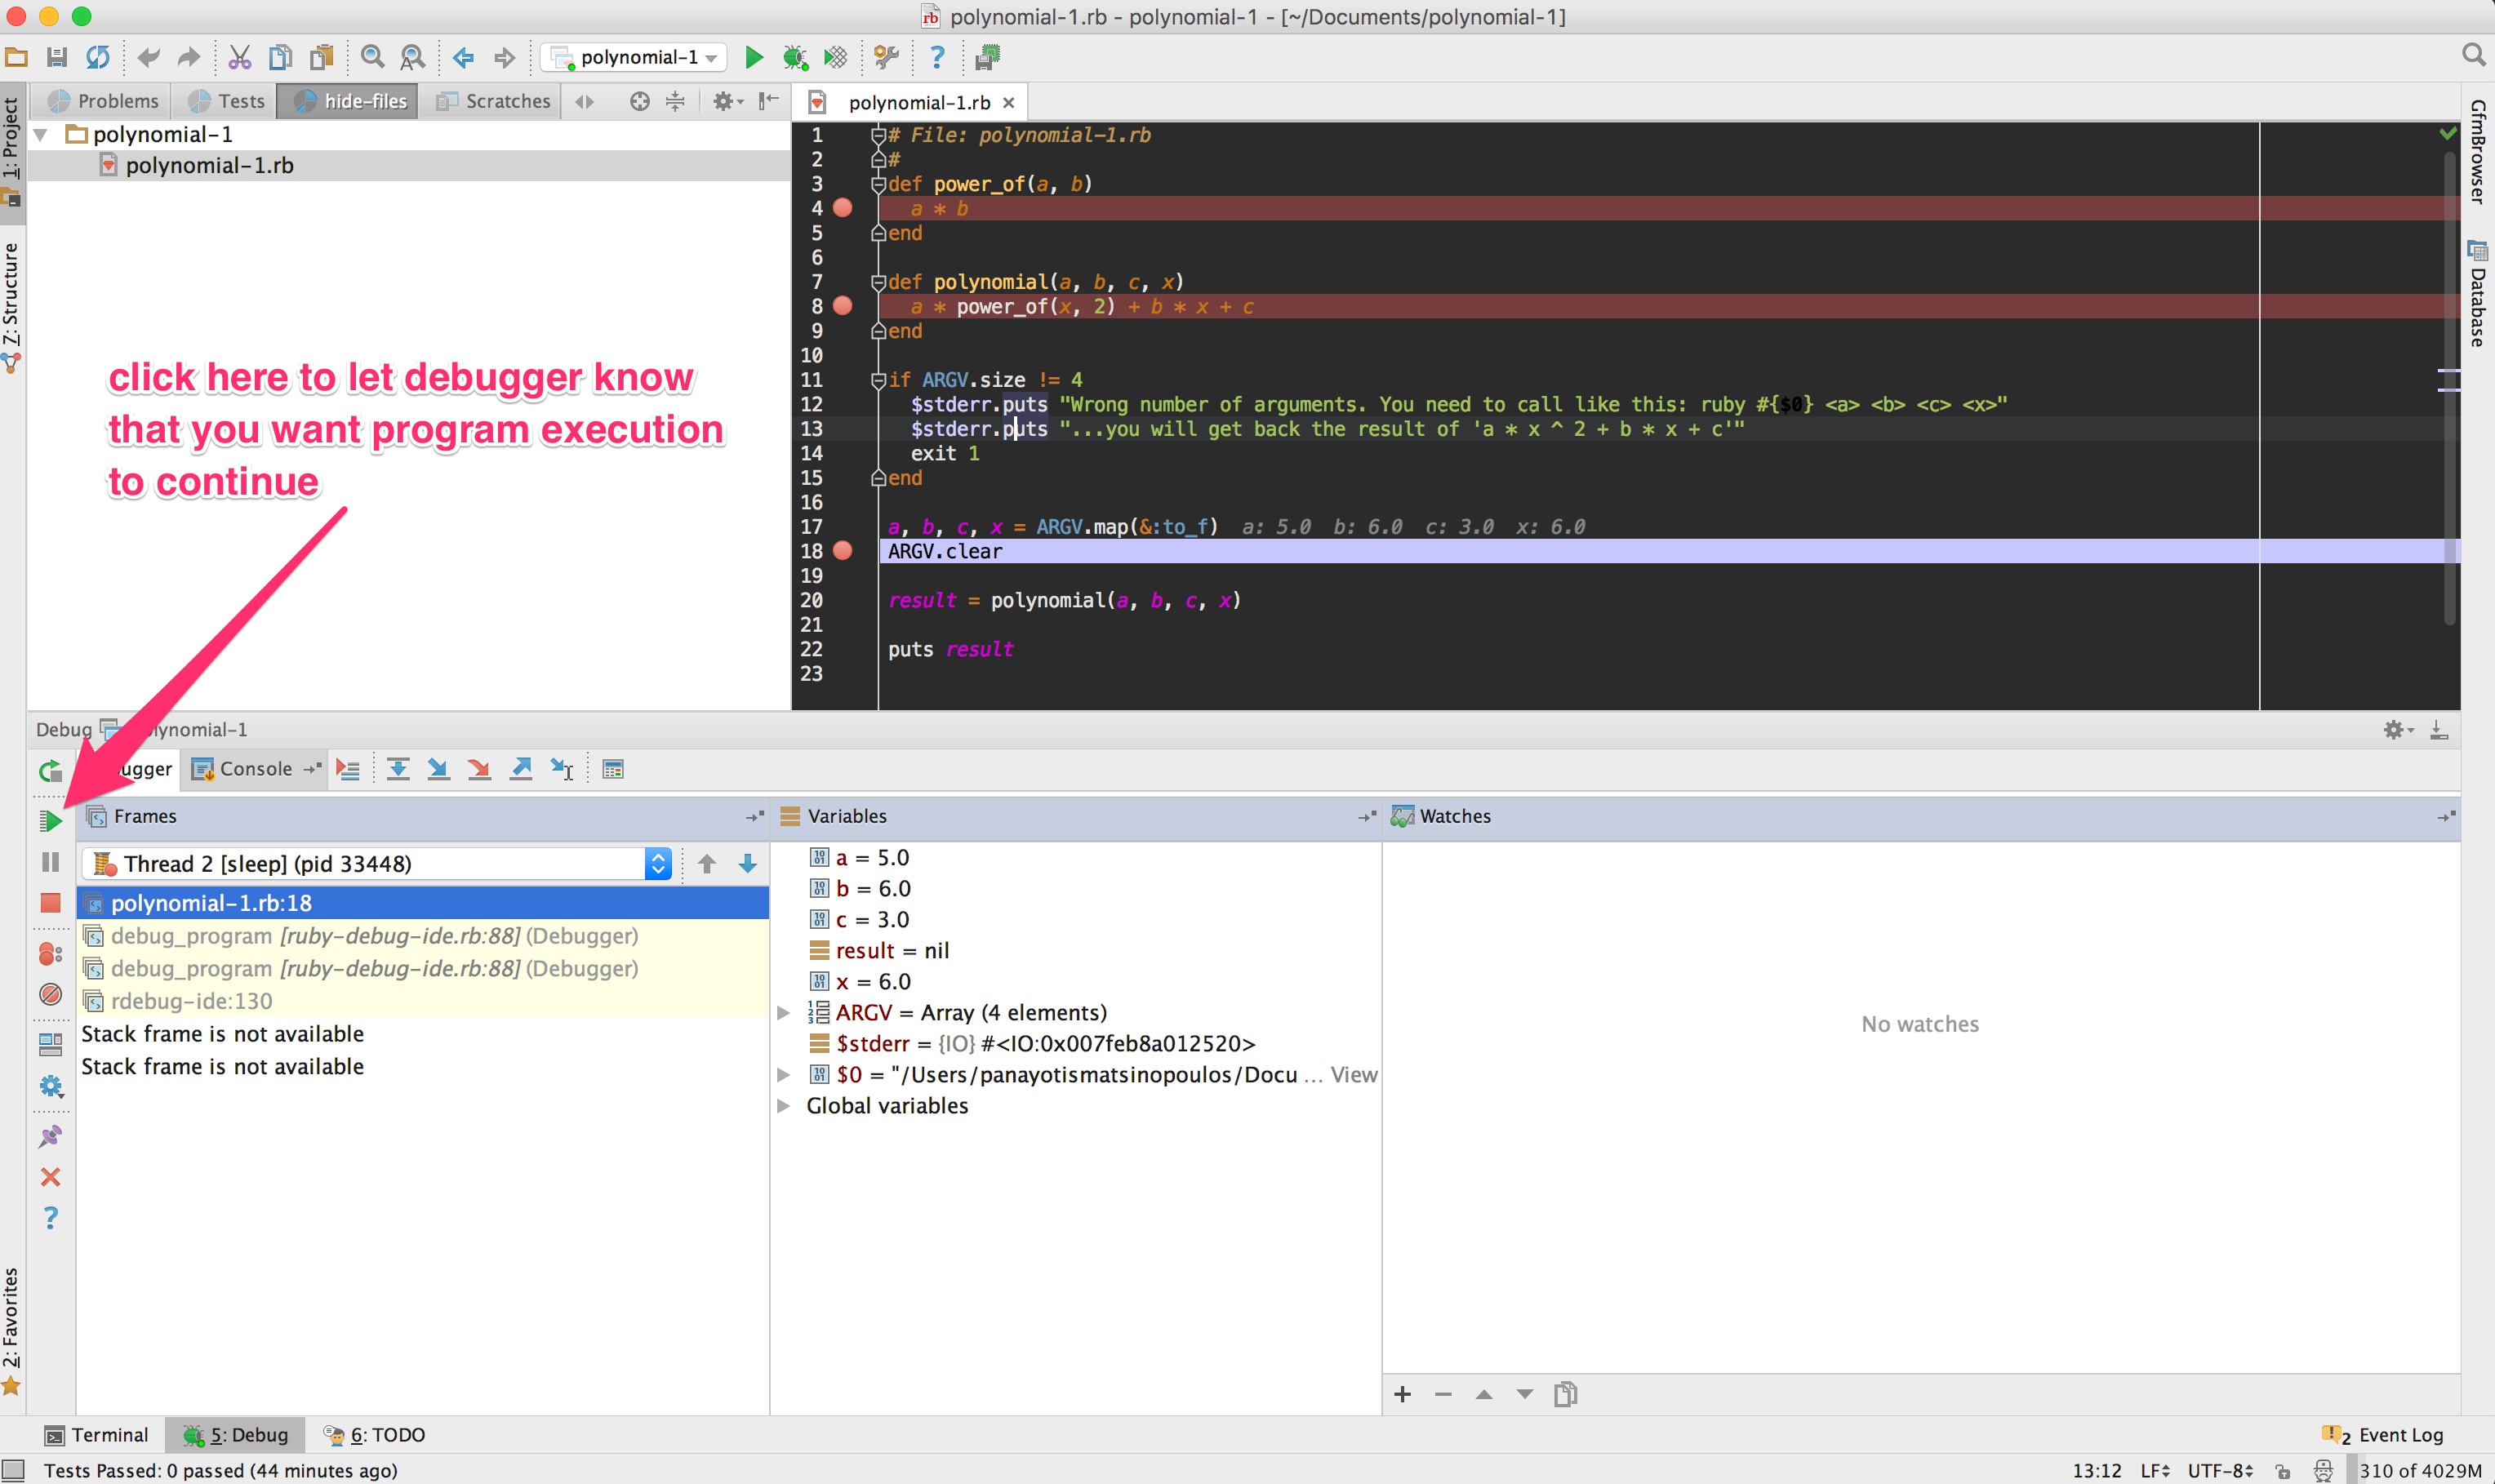 polynomial-1.rb - polynomial-1 - [~/Documents/polynomial-1]
polynomial-1
Problems Tests hide-files Scratches
polynomial-1.rb
1: Project
7: Structure
2: Favorites
GfmBrowser
Database
polynomial-1
polynomial-1.rb
click here to let debugger know
that you want program execution
to continue
1 # File: polynomial-1.rb
2 #
3 def power_of(a, b)
4 a * b
5 end
6
7 def polynomial(a, b, c, x)
8 a * power_of(x, 2) + b * x + c
9 end
10
11 if ARGV.size != 4
12 $stderr.puts "Wrong number of arguments. You need to call like this: ruby #{$0} <a> <b> <c> <x>"
13 $stderr.puts "...you will get back the result of 'a * x ^ 2 + b * x + c'"
14 exit 1
15 end
16
17 a, b, c, x = ARGV.map(&:to_f) a: 5.0 b: 6.0 c: 3.0 x: 6.0
18 ARGV.clear
19
20 result = polynomial(a, b, c, x)
21
22 puts result
23
Debug lynomial-1
ugger Console
Frames
Thread 2 [sleep] (pid 33448)
polynomial-1.rb:18
debug_program [ruby-debug-ide.rb:88] (Debugger)
debug_program [ruby-debug-ide.rb:88] (Debugger)
rdebug-ide:130
Stack frame is not available
Stack frame is not available
Variables
a = 5.0
b = 6.0
c = 3.0
result = nil
x = 6.0
ARGV = Array (4 elements)
$stderr = {IO} #<IO:0x007feb8a012520>
$0 = "/Users/panayotismatsinopoulos/Docu ... View
Global variables
Watches
No watches
Terminal 5: Debug 6: TODO
2 Event Log
Tests Passed: 0 passed (44 minutes ago)
13:12 LF UTF-8 310 of 4029M